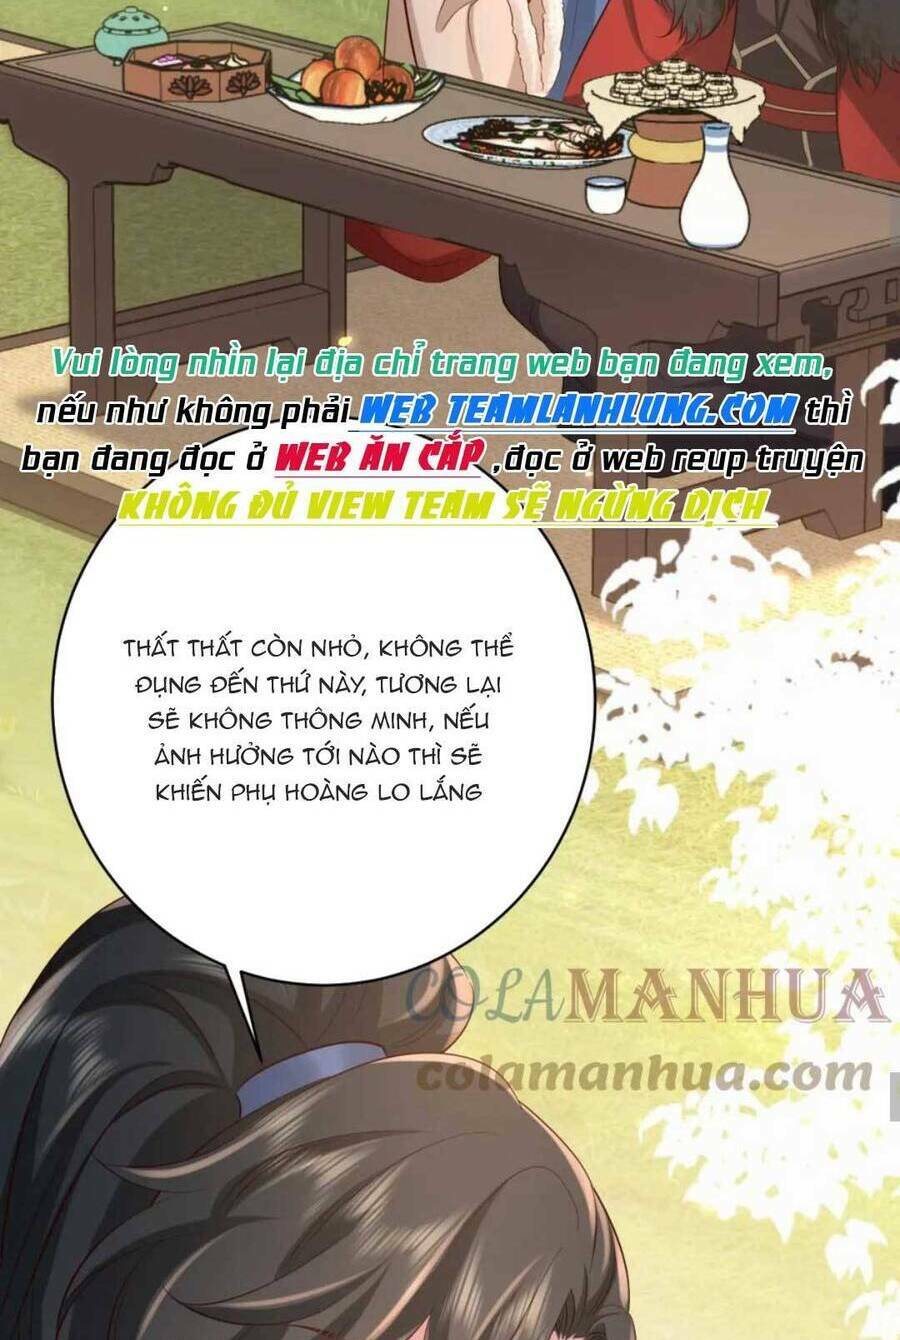 Vui lòng nhìn lại địa chỉ trang web bạn đang xem,
nếu như không phải WEB TEAMLANHLUNG.COM thì
bạn đang đọc ở WEB ĂN CẮP ,đọc ở web reup truyện
KHÔNG ĐỦ VIEW TEAM SẼ NGỪNG DỊCH
THẤT THẤT CÒN NHỎ, KHÔNG THỂ
ĐỤNG ĐẾN THỨ NÀY, TƯƠNG LẠI
SẼ KHÔNG THÔNG MINH, NẾU
ẢNH HƯỞNG TỚI NÀO THÌ SẼ
KHIẾN PHỤ HOÀNG LO LẮNG
COLAMANHUA
colamanhua.com